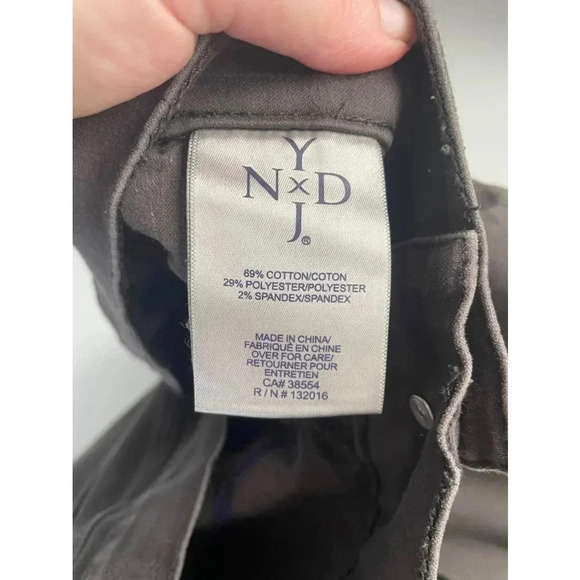 Y
N x D
J®
69% COTTON/COTON
29% POLYESTER/POLYESTER
2% SPANDEX/SPANDEX
MADE IN CHINA/
FABRIQUÉ EN CHINE
OVER FOR CARE/
RETOURNER POUR
ENTRETIEN
CA# 38554
R / N # 132016